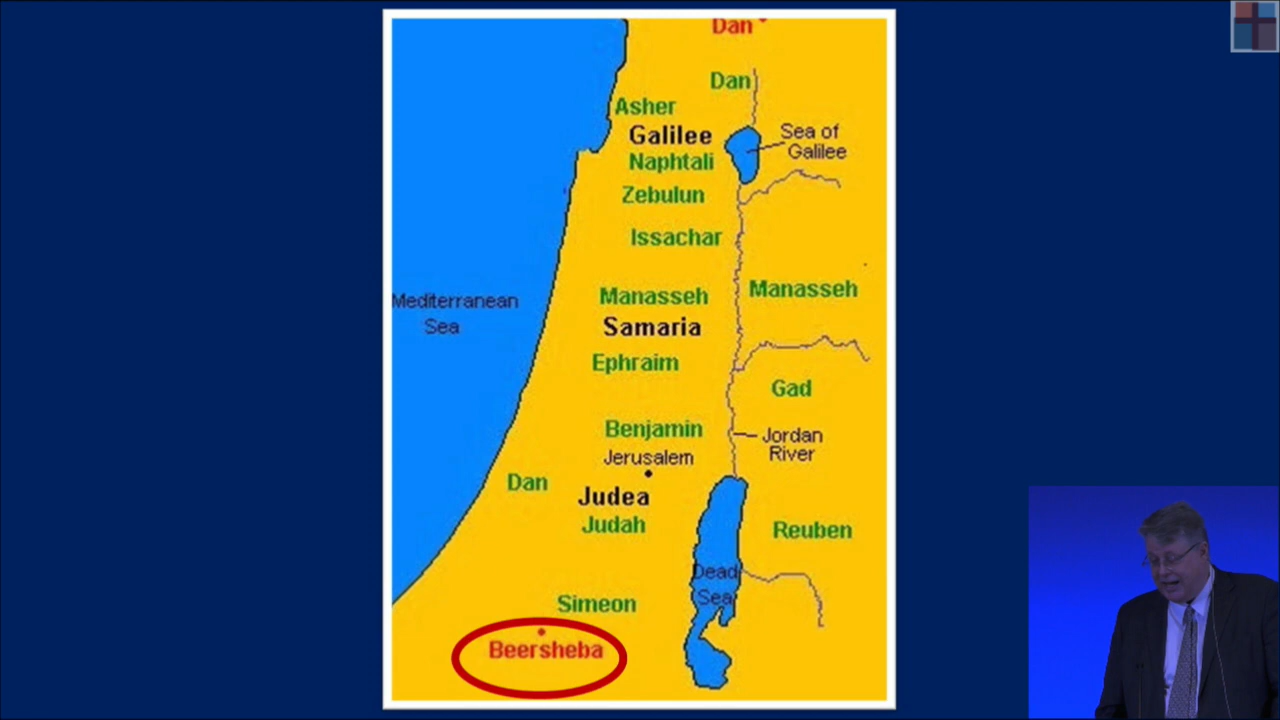 Dan
Dan
Asher
Galilee
Sea of
Galilee
Naphtali
Zebulun
Issachar
Manasseh
Mediterranean
Sea
Manasseh
Samaria
Ephraim
Gad
Benjamin
Jordan
River
Jerusalem
Dan
Judea
Judah
Reuben
Dead
Sea
Simeon
Beersheba